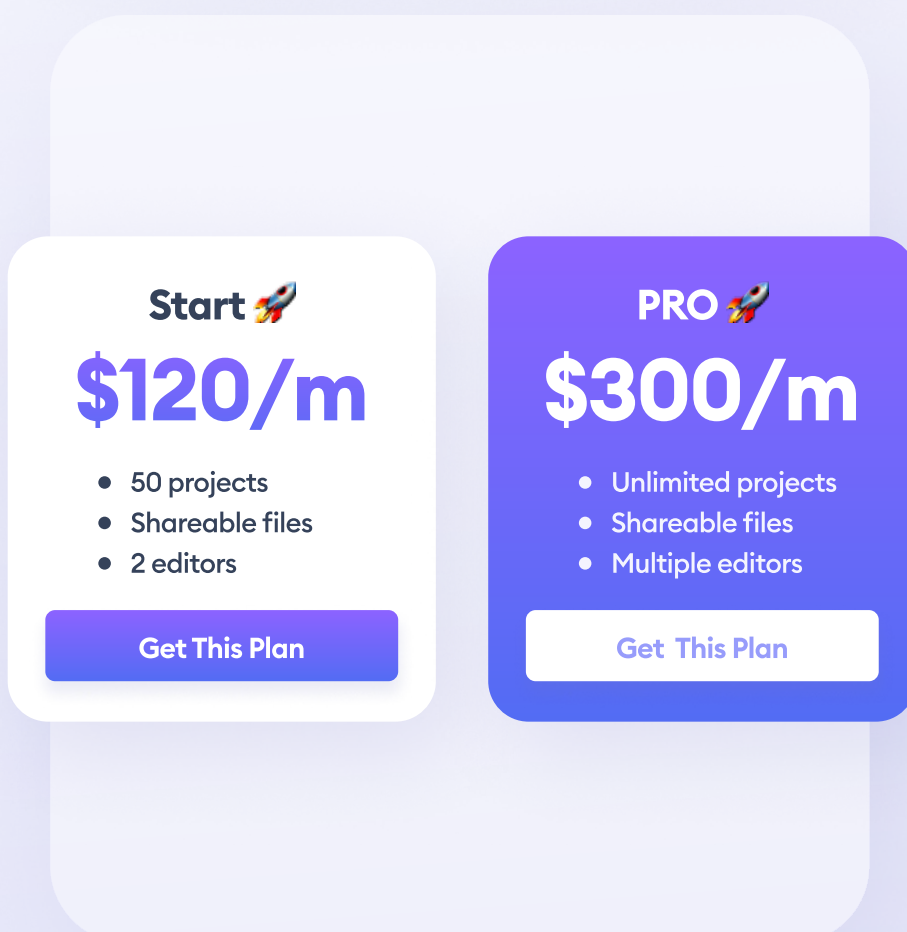 Start 🚀
$120/m
50 projects
Shareable files
2 editors
Get This Plan
PRO 🚀
$300/m
Unlimited projects
Shareable files
Multiple editors
Get This Plan